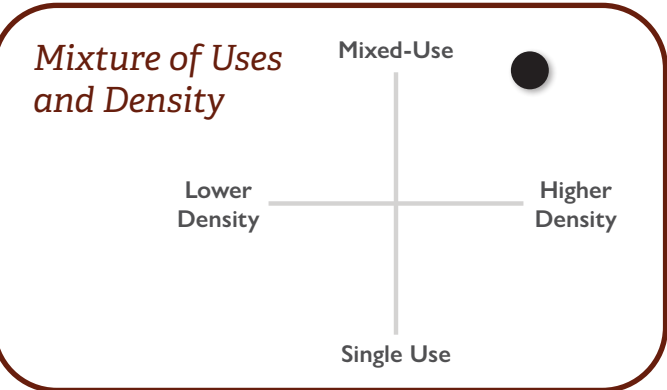 Mixture of Uses
and Density
Mixed-Use
Lower
Density
Higher
Density
Single Use